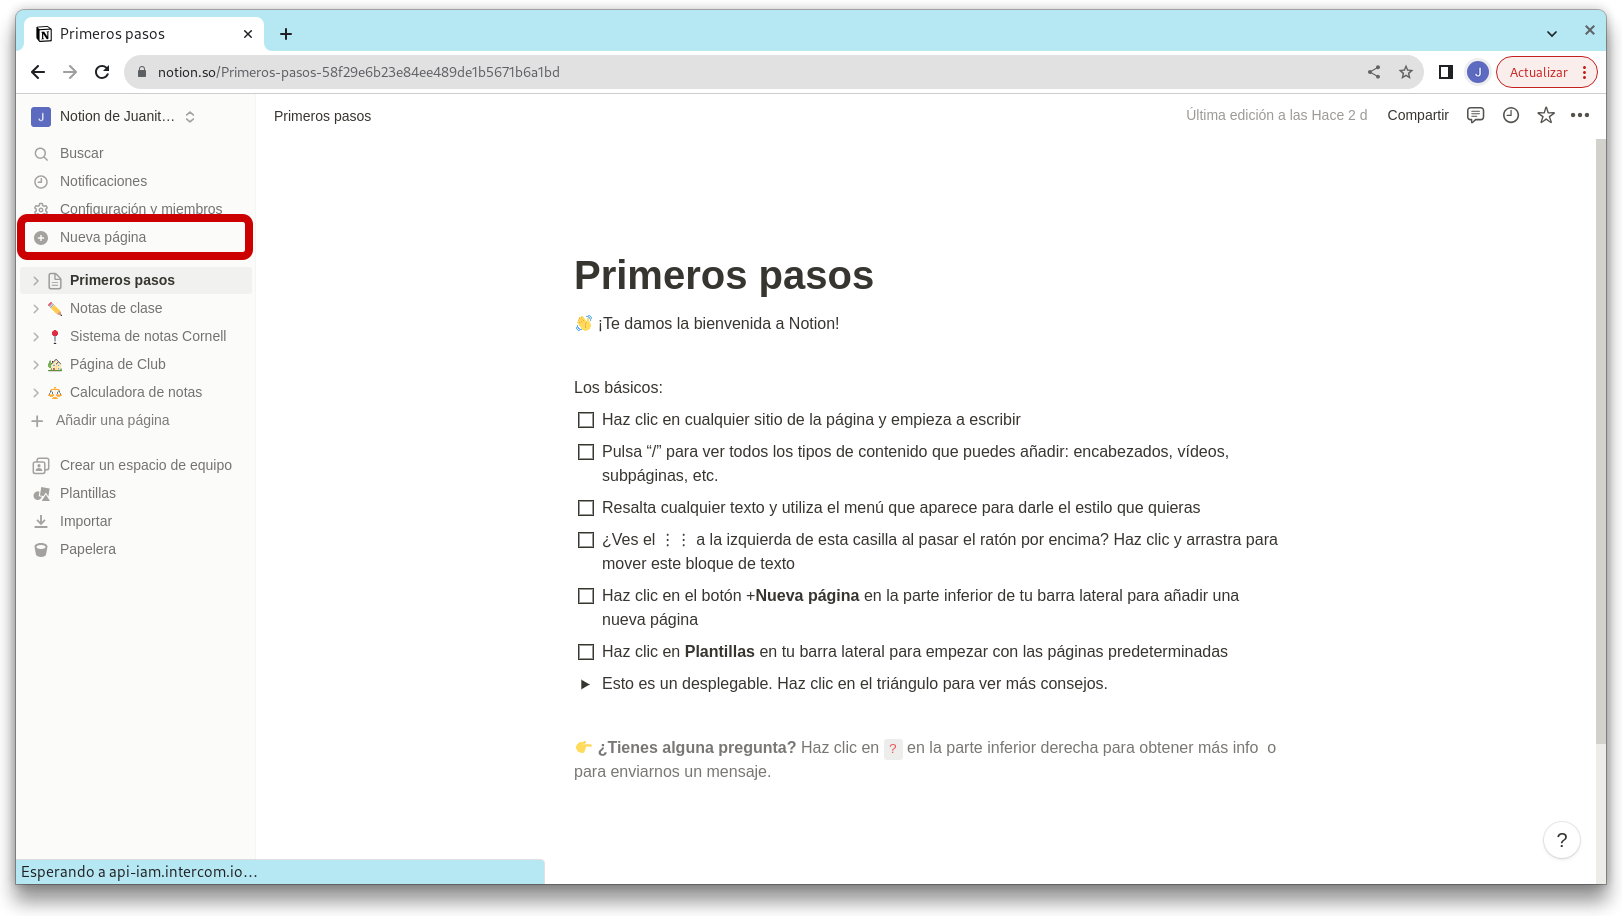 Primeros pasos
notion.so/Primeros-pasos-58f29e6b23e84ee489de1b5671b6a1bd
J
Actualizar
J
Notion de Juanit…
Primeros pasos
Última edición a las Hace 2 d
Compartir
Buscar
Notificaciones
Configuración y miembros
Nueva página
Primeros pasos
Notas de clase
Sistema de notas Cornell
Página de Club
Calculadora de notas
Añadir una página
Crear un espacio de equipo
Plantillas
Importar
Papelera
Primeros pasos
👋 ¡Te damos la bienvenida a Notion!
Los básicos:
Haz clic en cualquier sitio de la página y empieza a escribir
Pulsa “/” para ver todos los tipos de contenido que puedes añadir: encabezados, vídeos,
subpáginas, etc.
Resalta cualquier texto y utiliza el menú que aparece para darle el estilo que quieras
¿Ves el ⋮⋮ a la izquierda de esta casilla al pasar el ratón por encima? Haz clic y arrastra para
mover este bloque de texto
Haz clic en el botón +Nueva página en la parte inferior de tu barra lateral para añadir una
nueva página
Haz clic en Plantillas en tu barra lateral para empezar con las páginas predeterminadas
Esto es un desplegable. Haz clic en el triángulo para ver más consejos.
👉 ¿Tienes alguna pregunta? Haz clic en ? en la parte inferior derecha para obtener más info  o
para enviarnos un mensaje.
?
Esperando a api-iam.intercom.io…